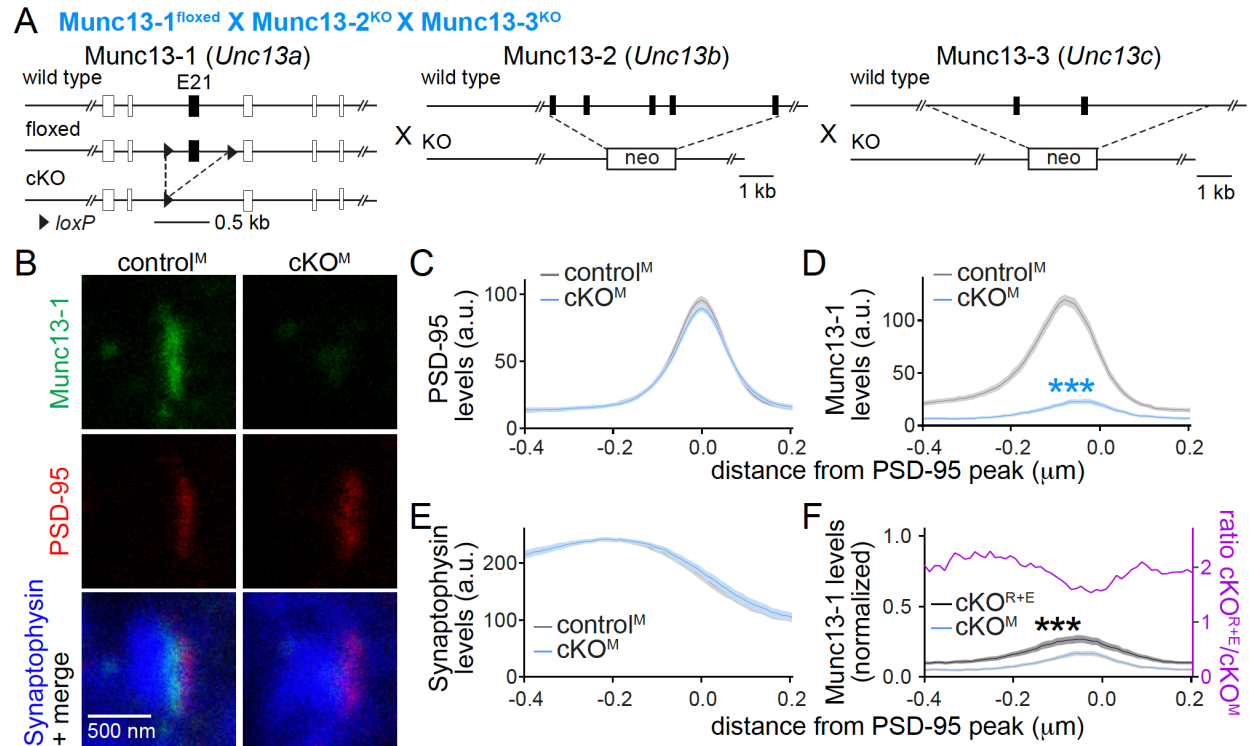 A Munc13-1floxed X Munc13-2KO X Munc13-3KO
Munc13-1 (Unc13a)
wild type
E21
floxed
cKO
loxP
0.5 kb
X
Munc13-2 (Unc13b)
wild type
KO
neo
1 kb
X
Munc13-3 (Unc13c)
wild type
KO
neo
1 kb
B
controlM
cKOM
Munc13-1
PSD-95
Synaptophysin
+ merge
500 nm
C
controlM
cKOM
PSD-95
levels (a.u.)
100
50
0
-0.4 -0.2 0.0 0.2
D
controlM
cKOM
***
Munc13-1
levels (a.u.)
100
50
0
-0.4 -0.2 0.0 0.2
distance from PSD-95 peak (μm)
E
Synaptophysin
levels (a.u.)
200
100
0
controlM
cKOM
-0.4 -0.2 0.0 0.2
F
Munc13-1 levels
(normalized)
1.0
0.5
0.0
cKOR+E
cKOM
***
2
1
0
ratio cKOR+E/cKOM
-0.4 -0.2 0.0 0.2
distance from PSD-95 peak (μm)